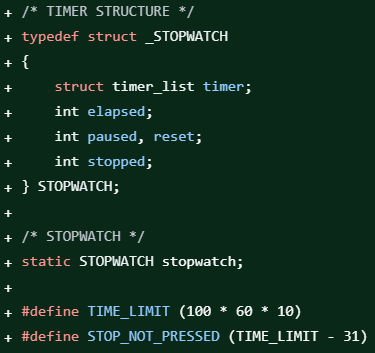 + /* TIMER STRUCTURE */
+ typedef struct _STOPWATCH
+ {
+     struct timer_list timer;
+     int elapsed;
+     int paused, reset;
+     int stopped;
+ } STOPWATCH;
+
+ /* STOPWATCH */
+ static STOPWATCH stopwatch;
+
+ #define TIME_LIMIT (100 * 60 * 10)
+ #define STOP_NOT_PRESSED (TIME_LIMIT - 31)